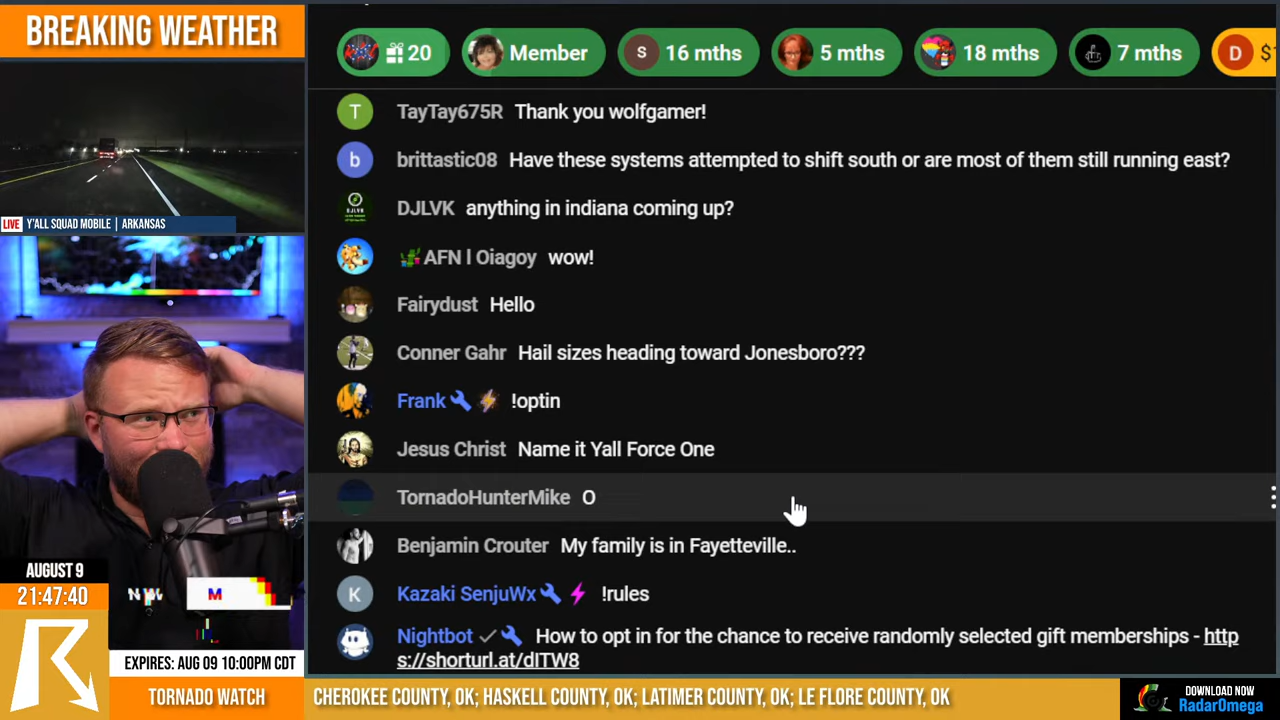 BREAKING WEATHER
LIVE Y'ALL SQUAD MOBILE | ARKANSAS
20
Member
S 16 mths
5 mths
18 mths
7 mths
D $
T TayTay675R Thank you wolfgamer!
b brittastic08 Have these systems attempted to shift south or are most of them still running east?
DJLVK DJLVK anything in indiana coming up?
AFN l Oiagoy wow!
Fairydust Hello
Conner Gahr Hail sizes heading toward Jonesboro???
Frank !optin
Jesus Christ Name it Yall Force One
TornadoHunterMike O
Benjamin Crouter My family is in Fayetteville..
K Kazaki SenjuWx !rules
Nightbot How to opt in for the chance to receive randomly selected gift memberships - http
s://shorturl.at/dITW8
AUGUST 9
21:47:40
R
EXPIRES: AUG 09 10:00PM CDT
TORNADO WATCH
CHEROKEE COUNTY, OK; HASKELL COUNTY, OK; LATIMER COUNTY, OK; LE FLORE COUNTY, OK
DOWNLOAD NOW
RadarOmega